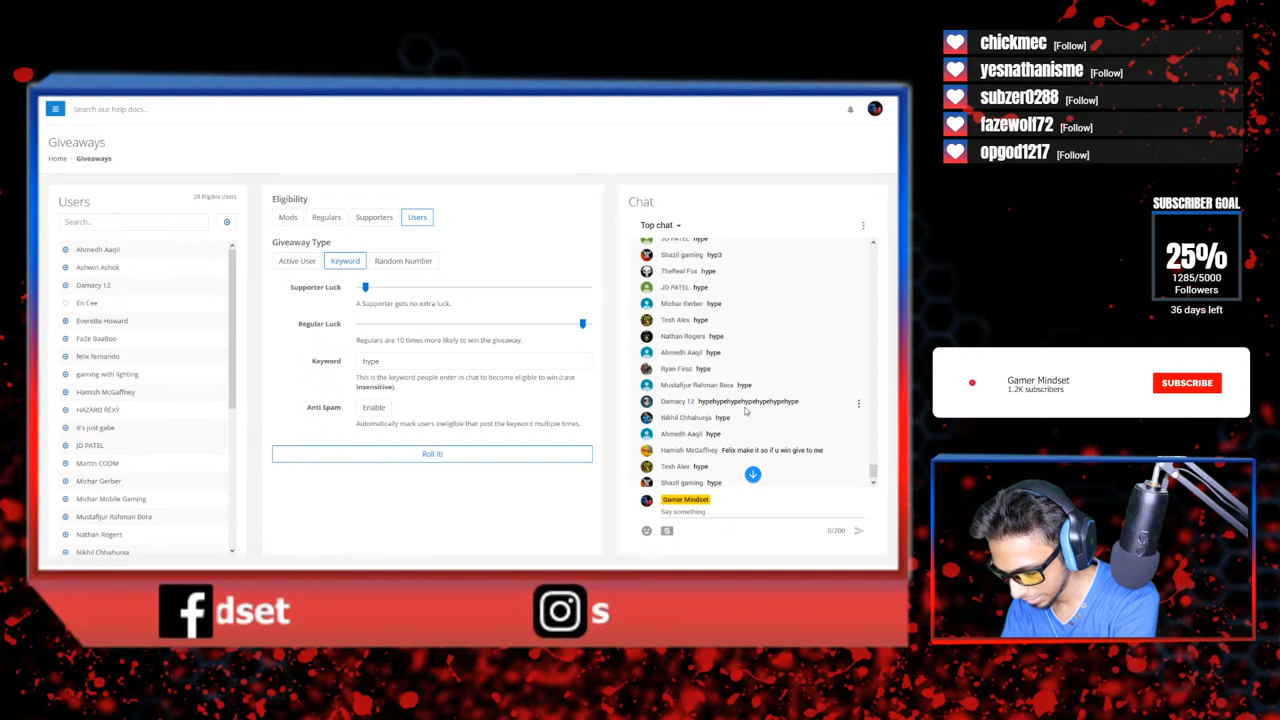 Search our help docs..
Giveaways
Home / Giveaways
Users
29 Eligible Users
Search..
Ahmedh Aaqil
Ashwin Ashok
Damacy 12
En Cee
Everette Howard
FaZe BaaBoo
felix fernando
gaming with lighting
Hamish McGaffney
HAZÂRD RËXÝ
it's just gabe
JD PATEL
Martin CODM
Michar Gerber
Michar Mobile Gaming
Mustafijur Rahman Bora
Nathan Rogers
Nikhil Chhahunia
Eligibility
Mods Regulars Supporters Users
Giveaway Type
Active User Keyword Random Number
Supporter Luck
A Supporter gets no extra luck.
Regular Luck
Regulars are 10 times more likely to win the giveaway.
Keyword hype
This is the keyword people enter in chat to become eligible to win (case
insensitive).
Anti Spam Enable
Automatically mark users ineligible that post the keyword multiple times.
Roll It!
Chat
Top chat
JD PATEL hype
Shazil gaming hyp3
TheReal Fox hype
JD PATEL hype
Michar Gerber hype
Tesh Alex hype
Nathan Rogers hype
Ahmedh Aaqil hype
Ryan Firoz hype
Mustafijur Rahman Bora hype
Damacy 12 hypehypehypehypehypehypehype
Nikhil Chhahunja hype
Ahmedh Aaqil hype
Hamish McGaffney Felix make it so if u win give to me
Tesh Alex hype
Shazil gaming hype
Gamer Mindset
Say something...
0/200
chickmec [Follow]
yesnathanisme [Follow]
subzer0288 [Follow]
fazewolf72 [Follow]
opgod1217 [Follow]
SUBSCRIBER GOAL
25%
1285/5000
Followers
36 days left
Gamer Mindset
1.2K subscribers
SUBSCRIBE
dset
s